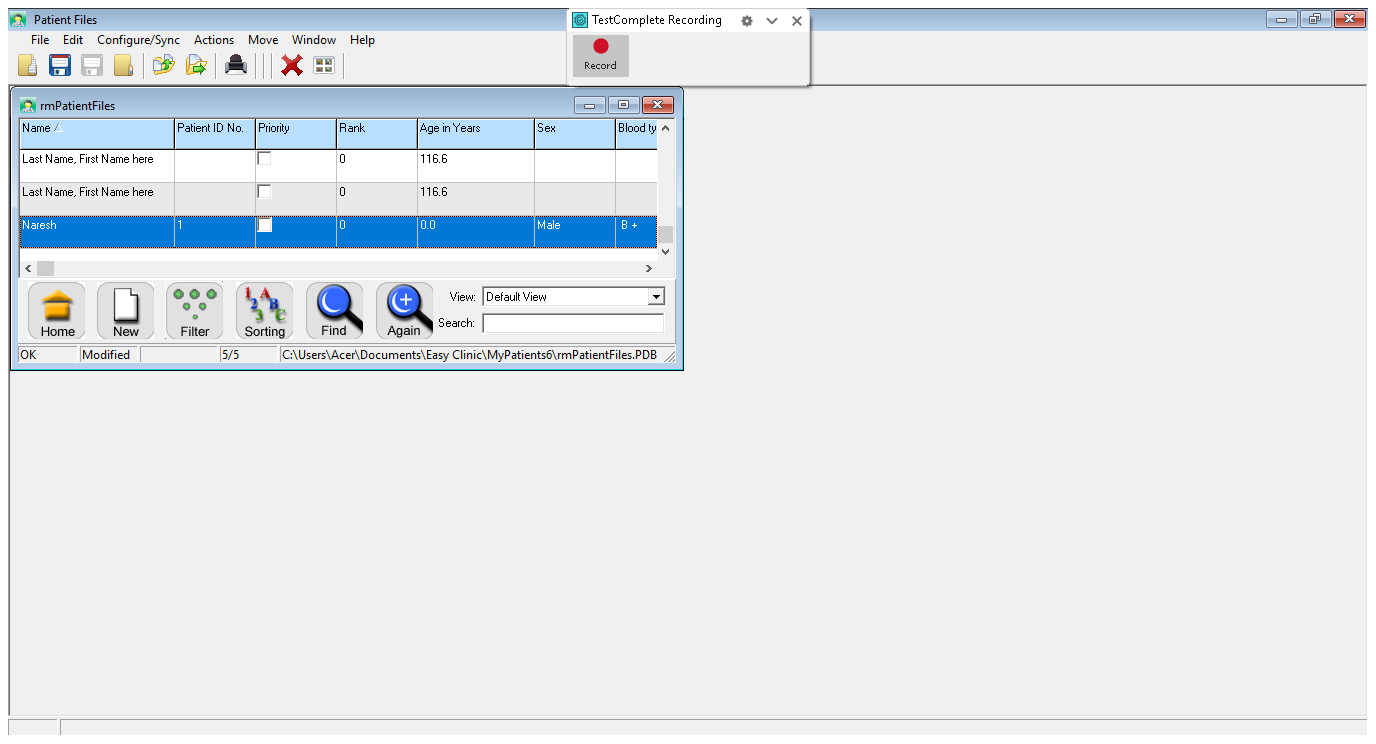 Patient Files
TestComplete Recording
File Edit Configure/Sync Actions Move Window Help
Record
rmPatientFiles
Name Patient ID No. Priority Rank Age in Years Sex Blood ty
Last Name, First Name here 0 116.6
Last Name, First Name here 0 116.6
Naresh 1 0 0.0 Male B +
Home New Filter Sorting Find Again
View: Default View
Search:
OK Modified 5/5 C:\Users\Acer\Documents\Easy Clinic\MyPatients6\rmPatientFiles.PDB